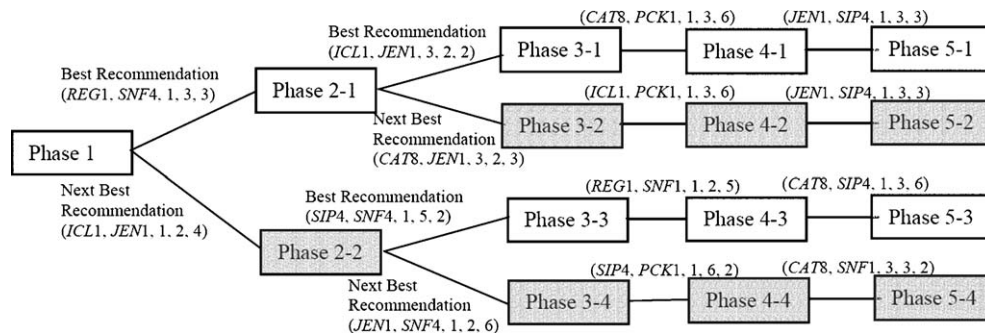 (CAT8, PCK1, 1, 3, 6)
(JEN1, SIP4, 1, 3, 3)
Best Recommendation
(ICL1, JEN1, 3, 2, 2)
Phase 3-1
Phase 4-1
Phase 5-1
Best Recommendation
(REG1, SNF4, 1, 3, 3)
Phase 2-1
(ICL1, PCK1, 1, 3, 6)
(JEN1, SIP4, 1, 3, 3)
Next Best
Recommendation
(CAT8, JEN1, 3, 2, 3)
Phase 3-2
Phase 4-2
Phase 5-2
Phase 1
Next Best
Recommendation
(ICL1, JEN1, 1, 2, 4)
Best Recommendation
(SIP4, SNF4, 1, 5, 2)
(REG1, SNF1, 1, 2, 5)
(CAT8, SIP4, 1, 3, 6)
Phase 3-3
Phase 4-3
Phase 5-3
Phase 2-2
(SIP4, PCK1, 1, 6, 2)
(CAT8, SNF1, 3, 3, 2)
Next Best
Recommendation
(JEN1, SNF4, 1, 2, 6)
Phase 3-4
Phase 4-4
Phase 5-4